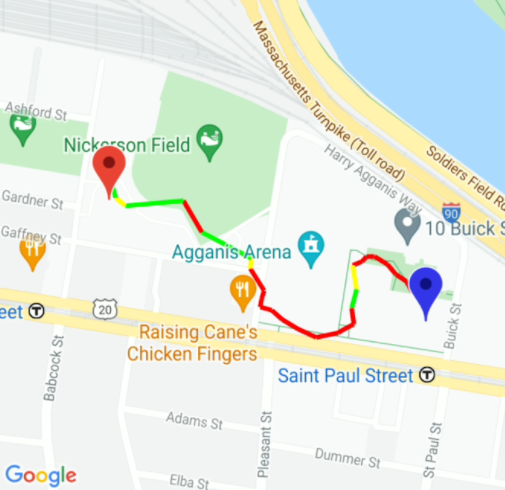 Massachusetts Turnpike (Toll road)
Ashford St
Nickerson Field
Soldiers Field
Harry Agganis Way
90
Gardner St
10 Buick S
Gaffney St
Agganis Arena
20
eet
T
Buick St
Raising Cane's
Chicken Fingers
Babcock St
Saint Paul Street
T
Adams St
Pleasant St
Dummer St
St Paul St
Google
Elba St